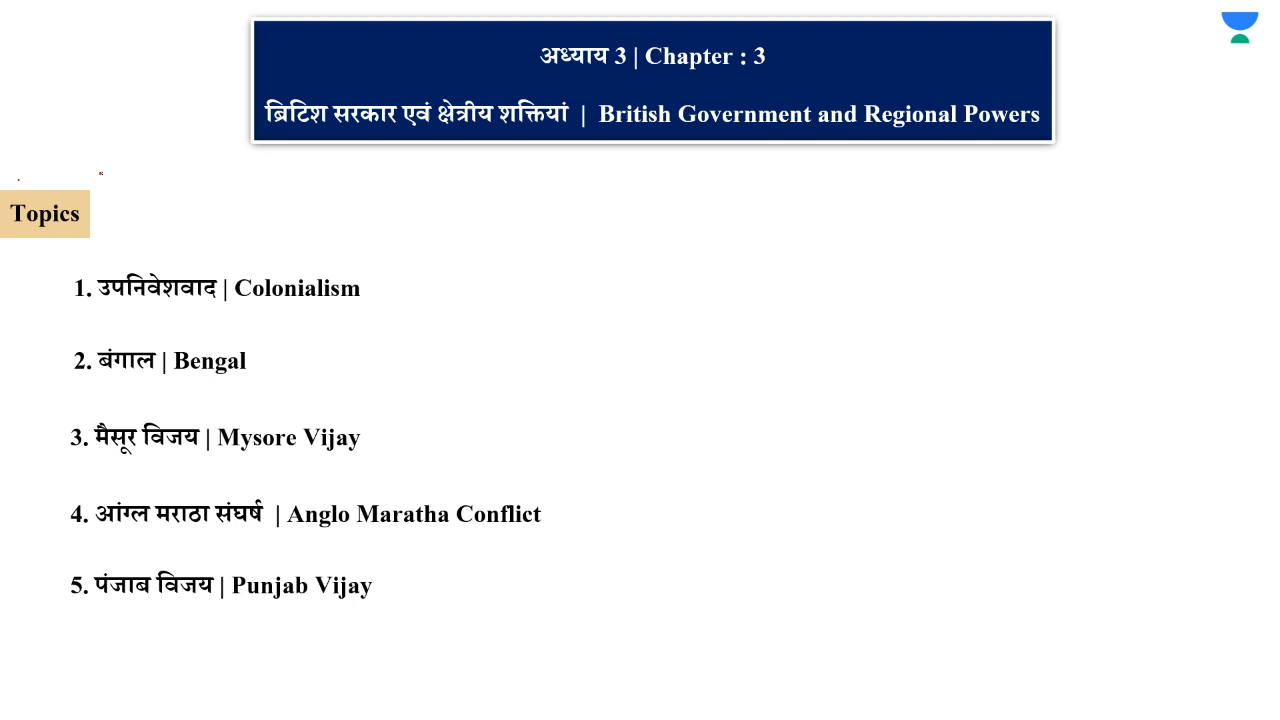 अध्याय 3 | Chapter : 3
ब्रिटिश सरकार एवं क्षेत्रीय शक्तियां | British Government and Regional Powers
Topics
1. उपनिवेशवाद | Colonialism
2. बंगाल | Bengal
3. मैसूर विजय | Mysore Vijay
4. आंग्ल मराठा संघर्ष | Anglo Maratha Conflict
5. पंजाब विजय | Punjab Vijay